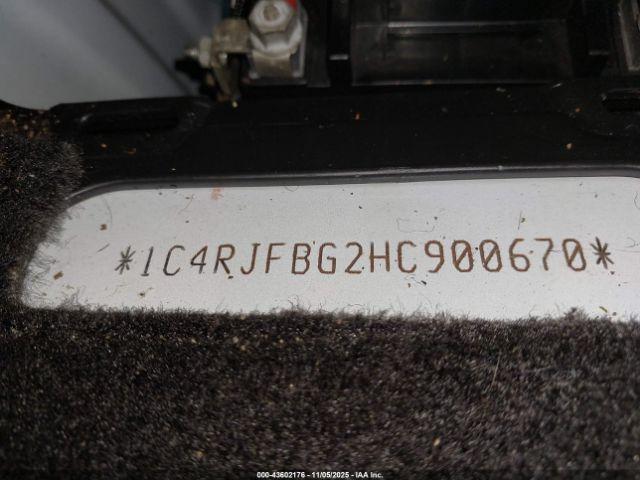 *1C4RJFBG2HC900670*
000-43602176 - 11/05/2025 - IAA Inc.